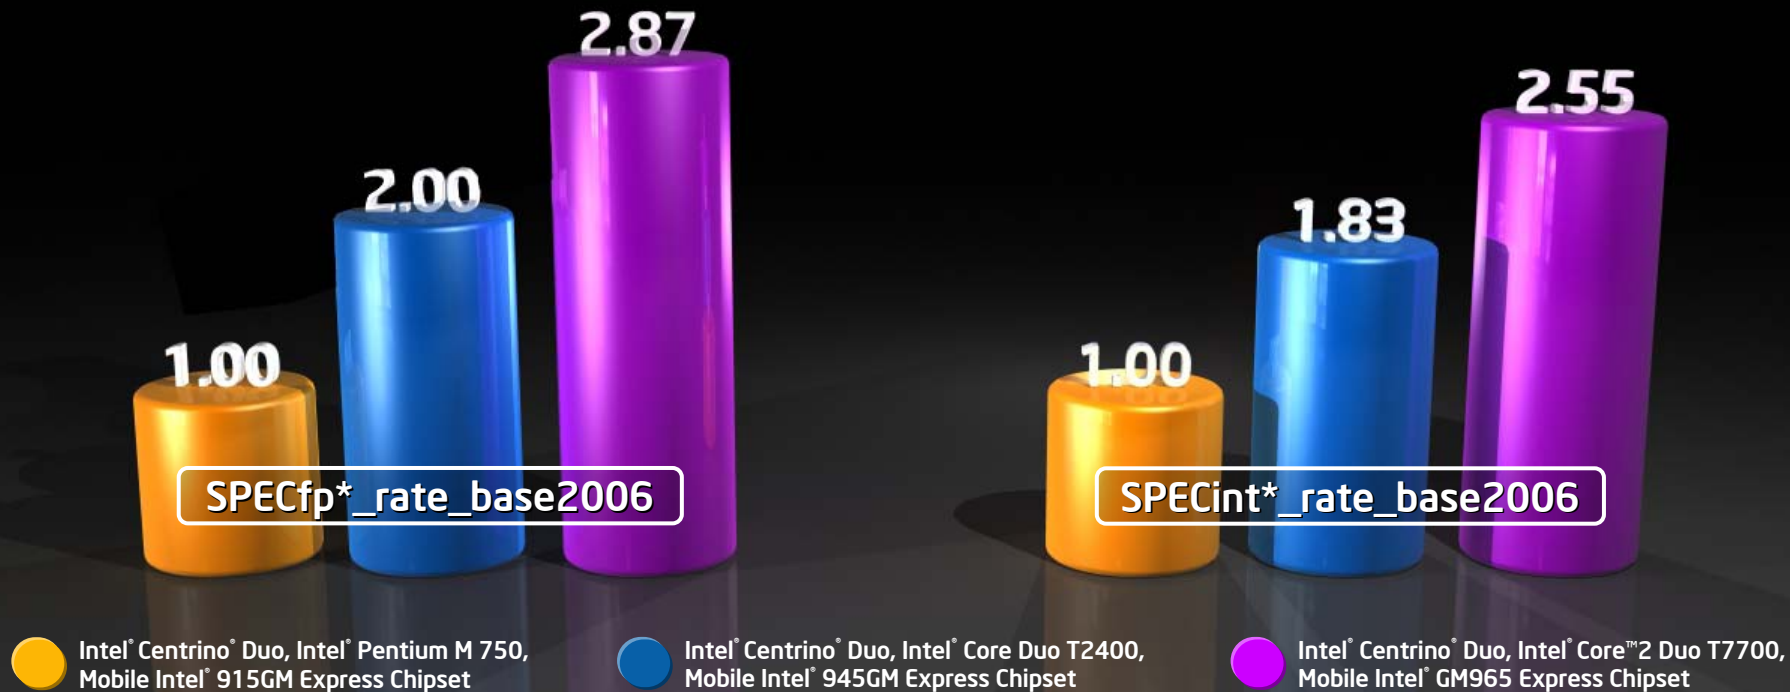 2.87
2.55
2.00
1.83
1.00
1.00
SPECfp*_rate_base2006
SPECint*_rate_base2006
Intel® Centrino® Duo, Intel® Pentium M 750,
Mobile Intel® 915GM Express Chipset
Intel® Centrino® Duo, Intel® Core Duo T2400,
Mobile Intel® 945GM Express Chipset
Intel® Centrino® Duo, Intel® Core™2 Duo T7700,
Mobile Intel® GM965 Express Chipset